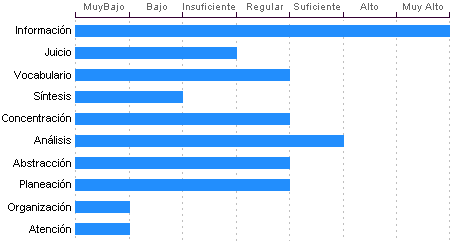 MuyBajo Bajo Insuficiente Regular Suficiente Alto Muy Alto
Información
Juicio
Vocabulario
Síntesis
Concentración
Análisis
Abstracción
Planeación
Organización
Atención